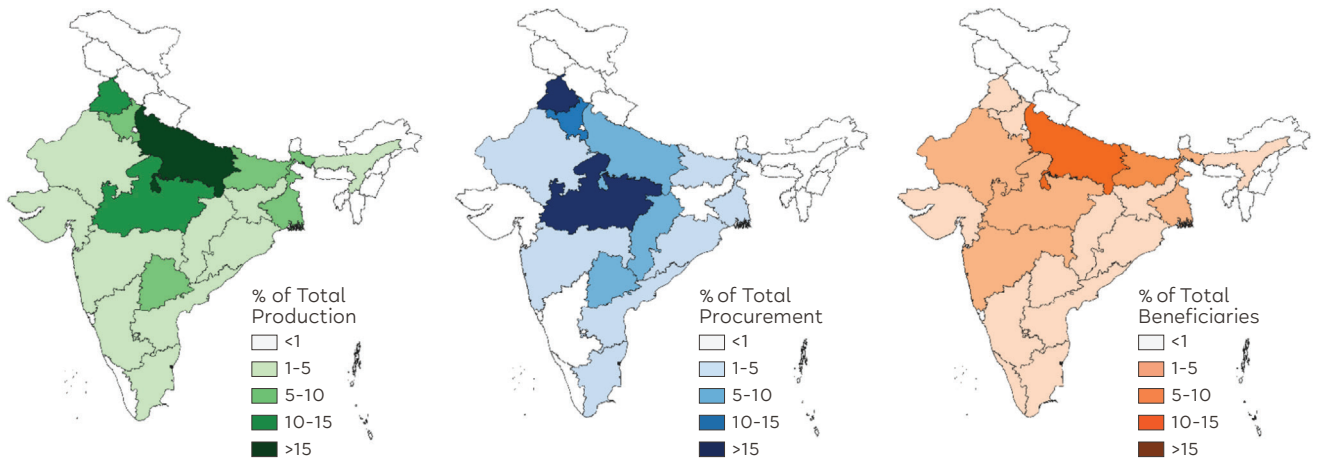 % of Total
Production
<1
1-5
5-10
10-15
>15
% of Total
Procurement
<1
1-5
5-10
10-15
>15
% of Total
Beneficiaries
<1
1-5
5-10
10-15
>15